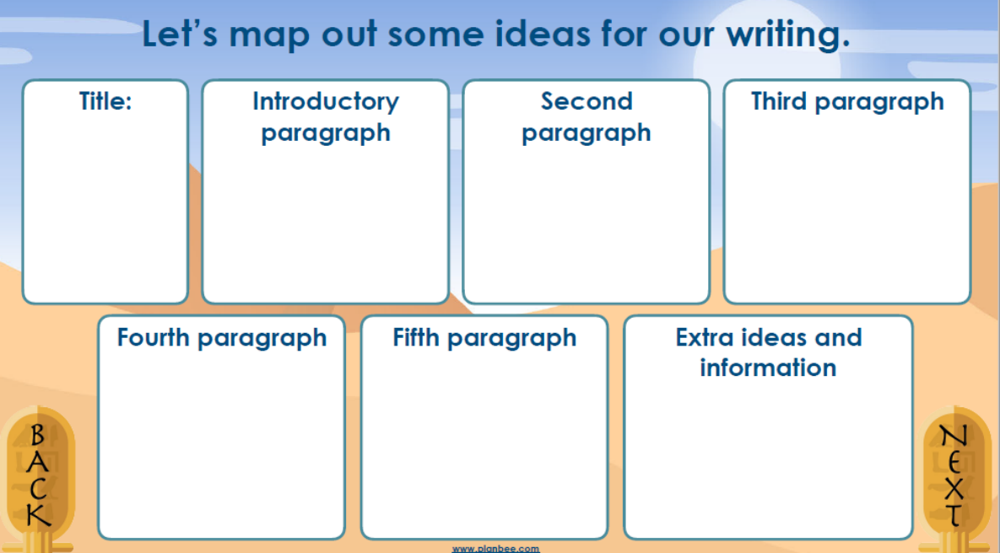 Let's map out some ideas for our writing.
Title:
Introductory
paragraph
Second
paragraph
Third paragraph
Fourth paragraph
Fifth paragraph
Extra ideas and
information
BACK
NEXT
www.planbee.com